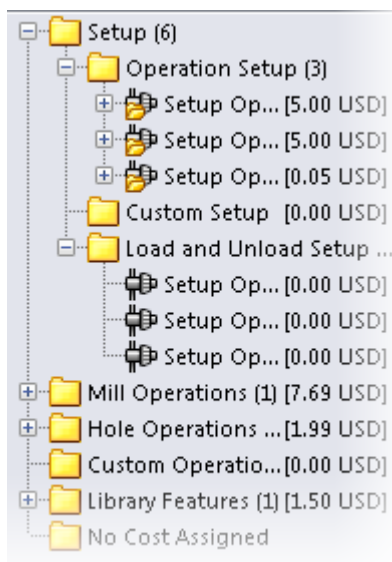 Setup (6)
Operation Setup (3)
Setup Op... [5.00 USD]
Setup Op... [5.00 USD]
Setup Op... [0.05 USD]
Custom Setup [0.00 USD]
Load and Unload Setup ...
Setup Op... [0.00 USD]
Setup Op... [0.00 USD]
Setup Op... [0.00 USD]
Mill Operations (1) [7.69 USD]
Hole Operations ...[1.99 USD]
Custom Operatio...[0.00 USD]
Library Features (1) [1.50 USD]
No Cost Assigned